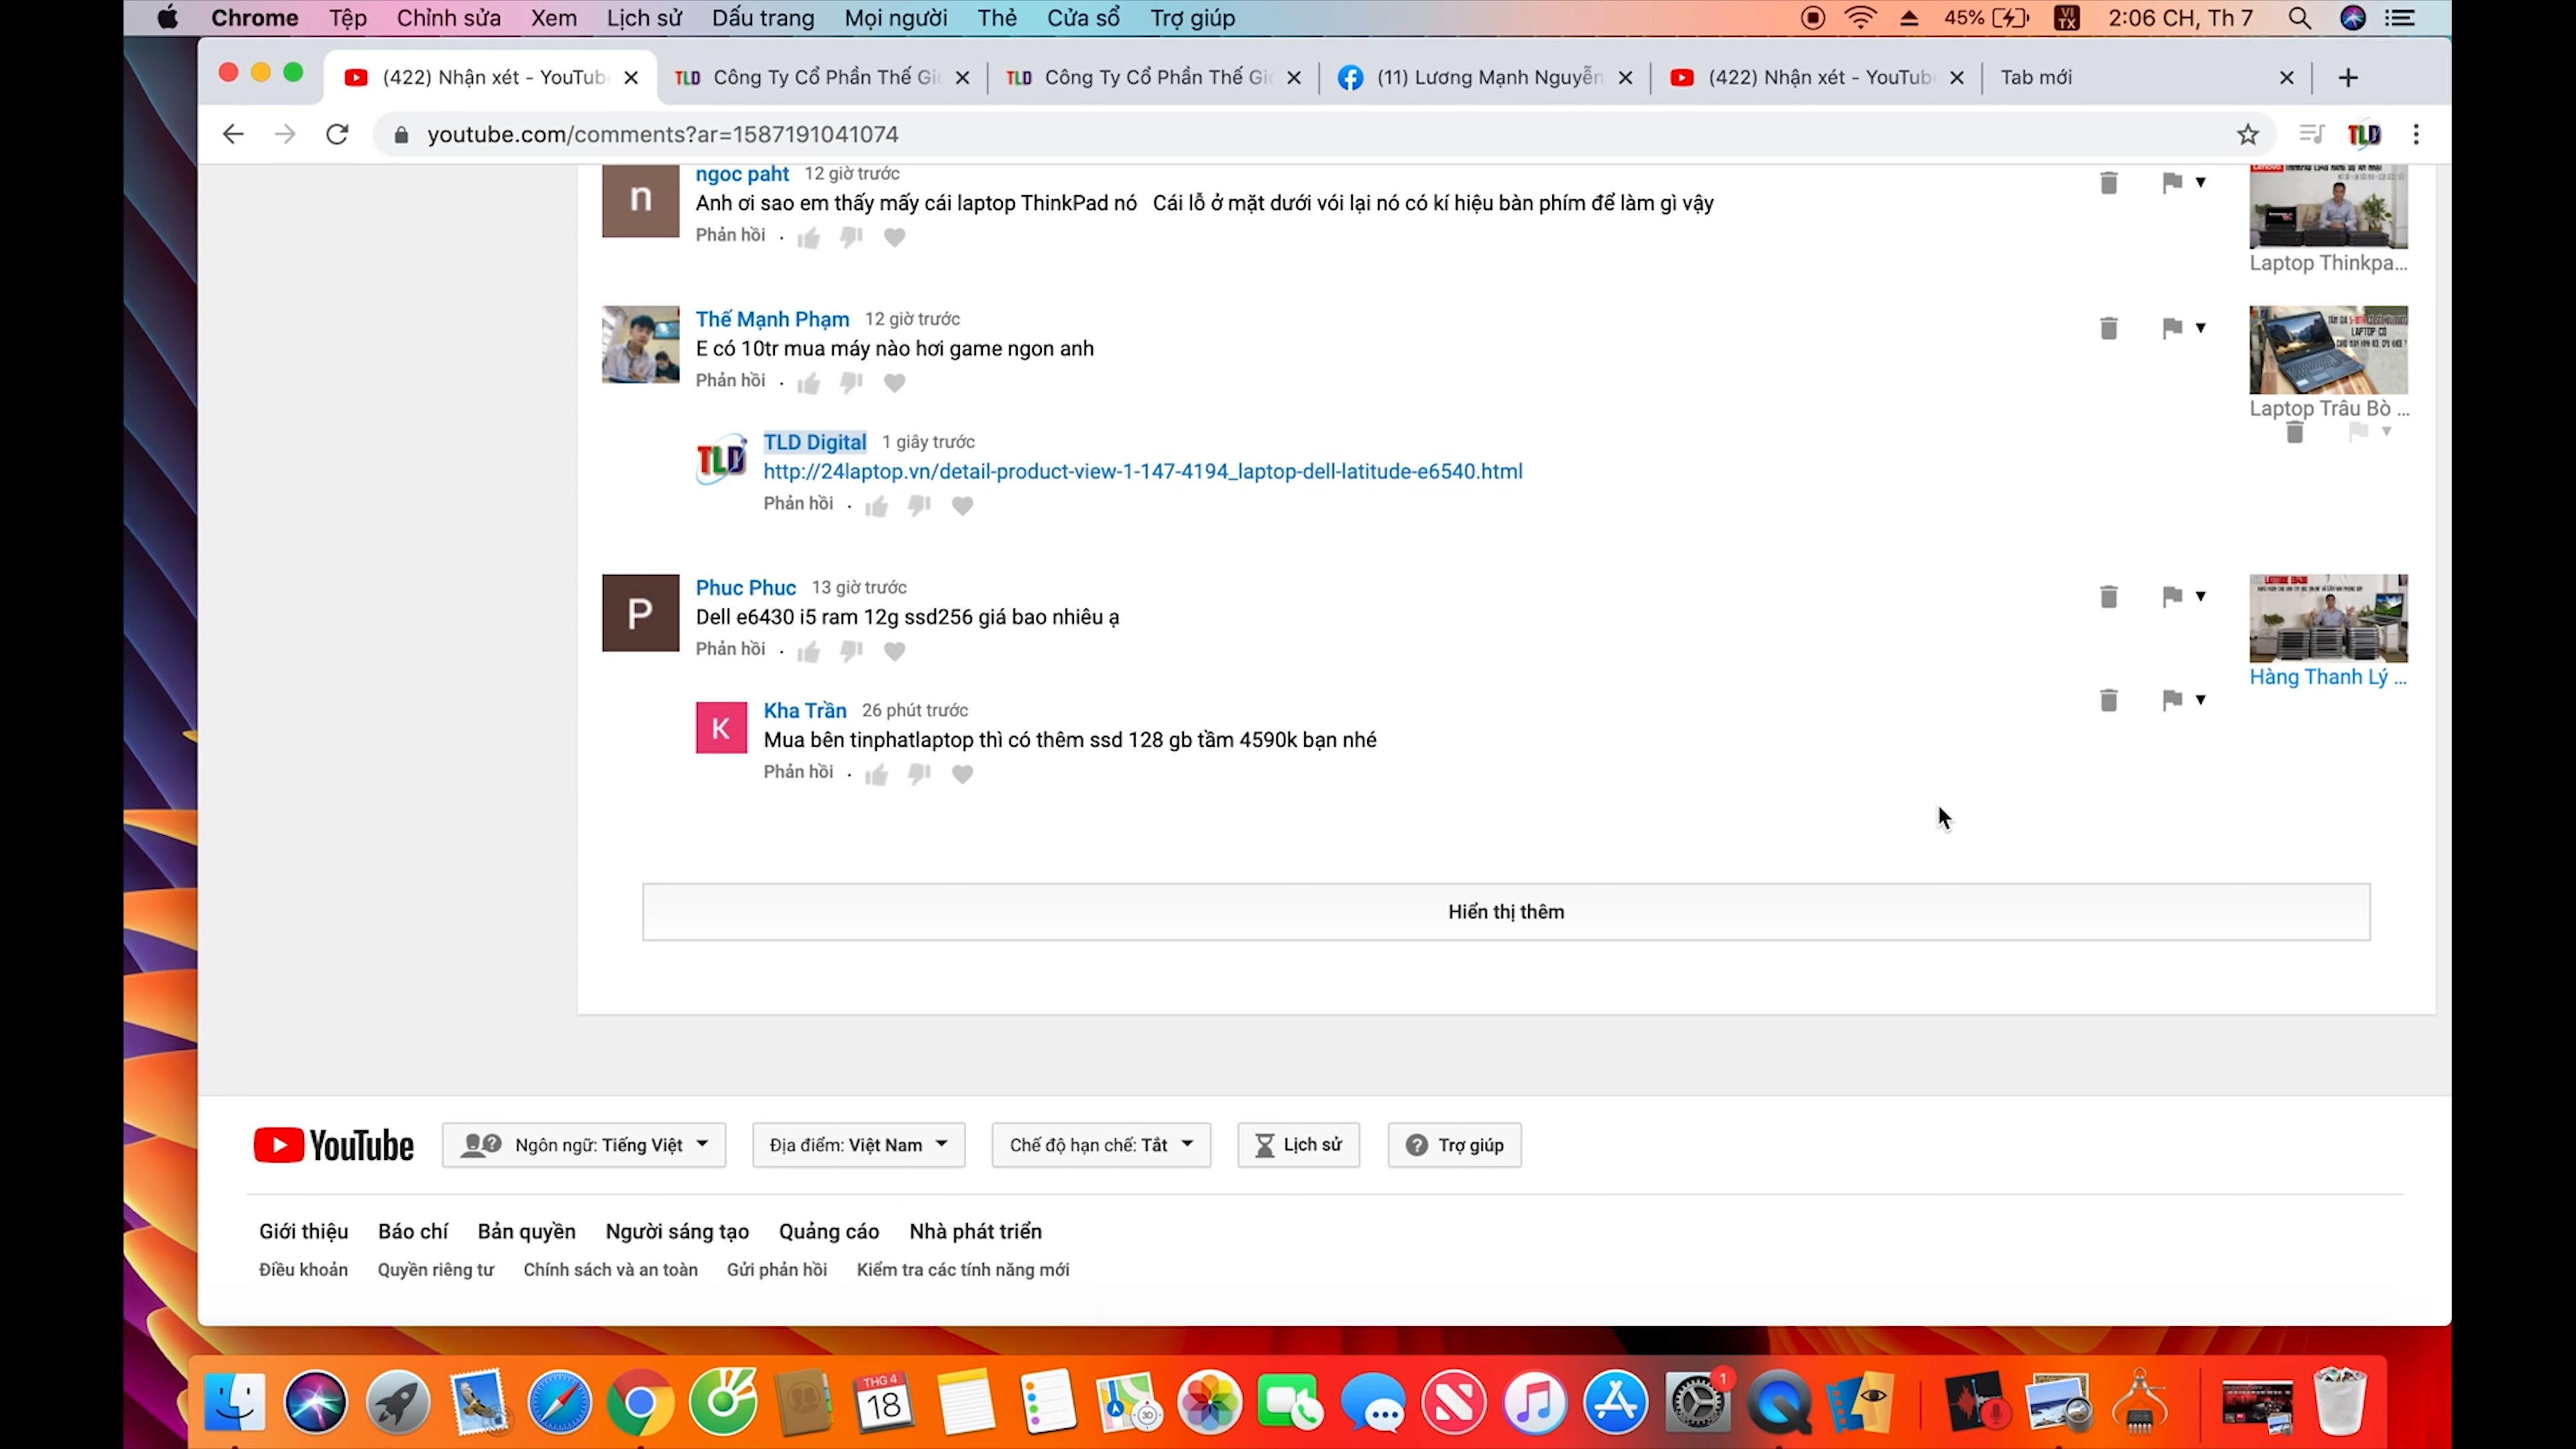 Chrome Tệp Chỉnh sửa Xem Lịch sử Dấu trang Mọi người Thẻ Cửa sổ Trợ giúp 45% VI TX 2:06 CH, Th 7
(422) Nhận xét - YouTub Công Ty Cổ Phần Thế Gi Công Ty Cổ Phần Thế Gi (11) Lương Mạnh Nguyễn (422) Nhận xét - YouTub Tab mới
youtube.com/comments?ar=1587191041074 TLD
ngoc paht 12 giờ trước
Anh ơi sao em thấy mấy cái laptop ThinkPad nó Cái lỗ ở mặt dưới vói lại nó có kí hiệu bàn phím để làm gì vậy
Phản hồi .
Laptop Thinkpa...
Thế Mạnh Phạm 12 giờ trước
E có 10tr mua máy nào hơi game ngon anh
Phản hồi .
Laptop Trâu Bò ...
TLD
TLD Digital 1 giây trước
http://24laptop.vn/detail-product-view-1-147-4194_laptop-dell-latitude-e6540.html
Phản hồi .
P
Phuc Phuc 13 giờ trước
Dell e6430 i5 ram 12g ssd256 giá bao nhiêu ạ
Phản hồi .
Hàng Thanh Lý ...
K
Kha Trần 26 phút trước
Mua bên tinphatlaptop thì có thêm ssd 128 gb tầm 4590k bạn nhé
Phản hồi .
Hiển thị thêm
YouTube Ngôn ngữ: Tiếng Việt Địa điểm: Việt Nam Chế độ hạn chế: Tắt Lịch sử Trợ giúp
Giới thiệu Báo chí Bản quyền Người sáng tạo Quảng cáo Nhà phát triển
Điều khoản Quyền riêng tư Chính sách và an toàn Gửi phản hồi Kiểm tra các tính năng mới
THG 4
18
3D
1